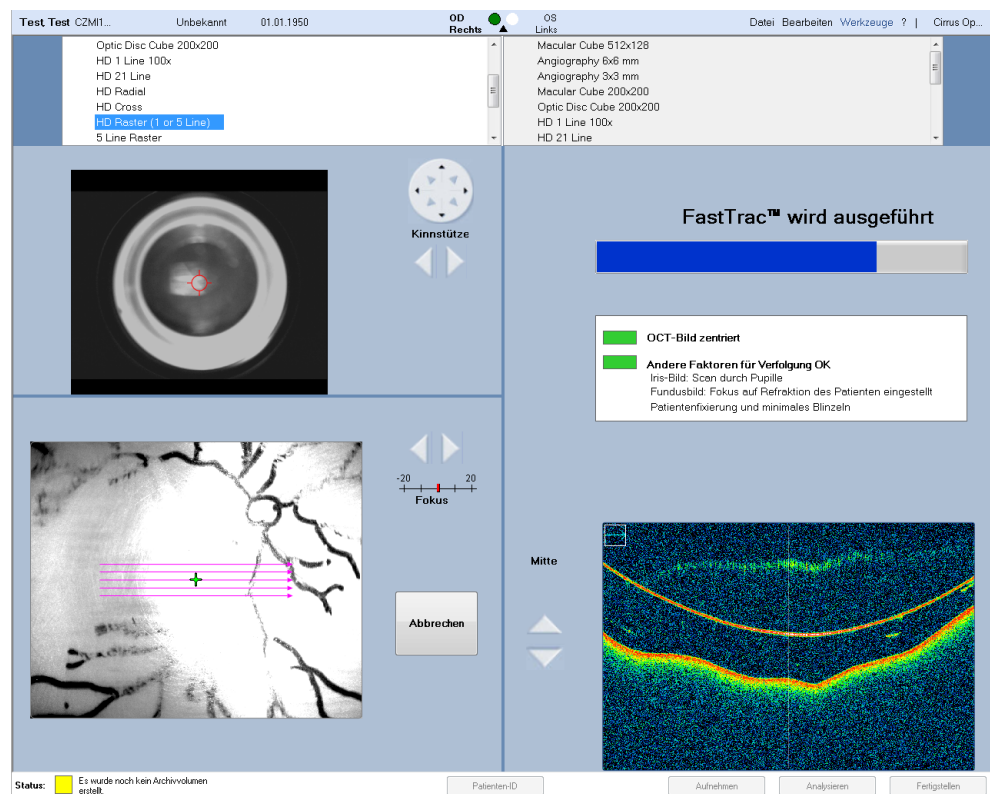 Test, Test CZMI1... Unbekannt 01.01.1950 OD Rechts OS Links Datei Bearbeiten Werkzeuge ? | Cirrus Op...
Optic Disc Cube 200x200
HD 1 Line 100x
HD 21 Line
HD Radial
HD Cross
HD Raster (1 or 5 Line)
5 Line Raster
Macular Cube 512x128
Angiography 6x6 mm
Angiography 3x3 mm
Macular Cube 200x200
Optic Disc Cube 200x200
HD 1 Line 100x
HD 21 Line
Kinnstütze
FastTrac™ wird ausgeführt
OCT-Bild zentriert
Andere Faktoren für Verfolgung OK
Iris-Bild: Scan durch Pupille
Fundusbild: Fokus auf Refraktion des Patienten eingestellt
Patientenfixierung und minimales Blinzeln
-20 20
Fokus
Abbrechen
Mitte
Status: Es wurde noch kein Archivvolumen
erstellt.
Patienten-ID Aufnehmen Analysieren Fertigstellen